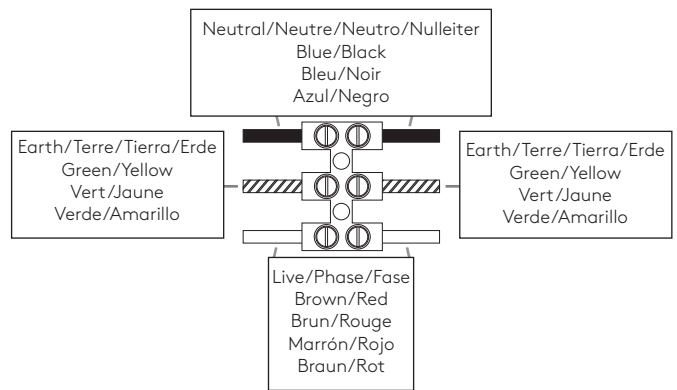 Neutral/Neutre/Neutro/Nulleiter
Blue/Black
Bleu/Noir
Azul/Negro
Earth/Terre/Tierra/Erde
Green/Yellow
Vert/Jaune
Verde/Amarillo
Earth/Terre/Tierra/Erde
Green/Yellow
Vert/Jaune
Verde/Amarillo
Live/Phase/Fase
Brown/Red
Brun/Rouge
Marrón/Rojo
Braun/Rot